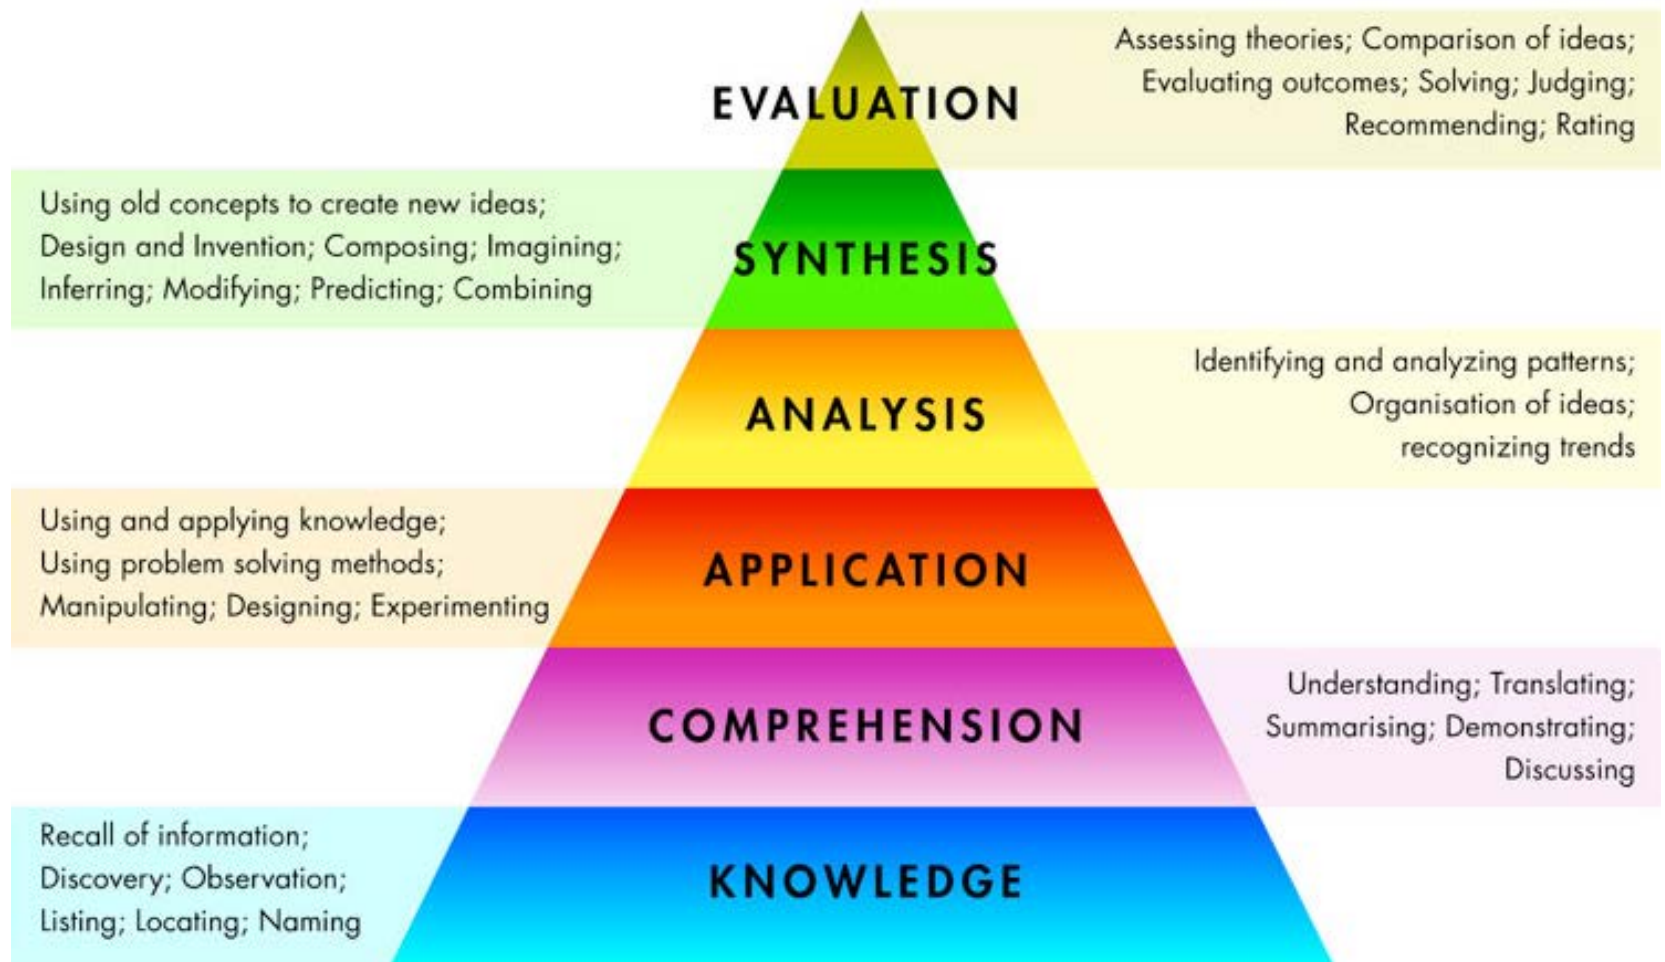 EVALUATION
Assessing theories; Comparison of ideas;
Evaluating outcomes; Solving; Judging;
Recommending; Rating
Using old concepts to create new ideas;
Design and Invention; Composing; Imagining;
Inferring; Modifying; Predicting; Combining
SYNTHESIS
ANALYSIS
Identifying and analyzing patterns;
Organisation of ideas;
recognizing trends
Using and applying knowledge;
Using problem solving methods;
Manipulating; Designing; Experimenting
APPLICATION
COMPREHENSION
Understanding; Translating;
Summarising; Demonstrating;
Discussing
Recall of information;
Discovery; Observation;
Listing; Locating; Naming
KNOWLEDGE